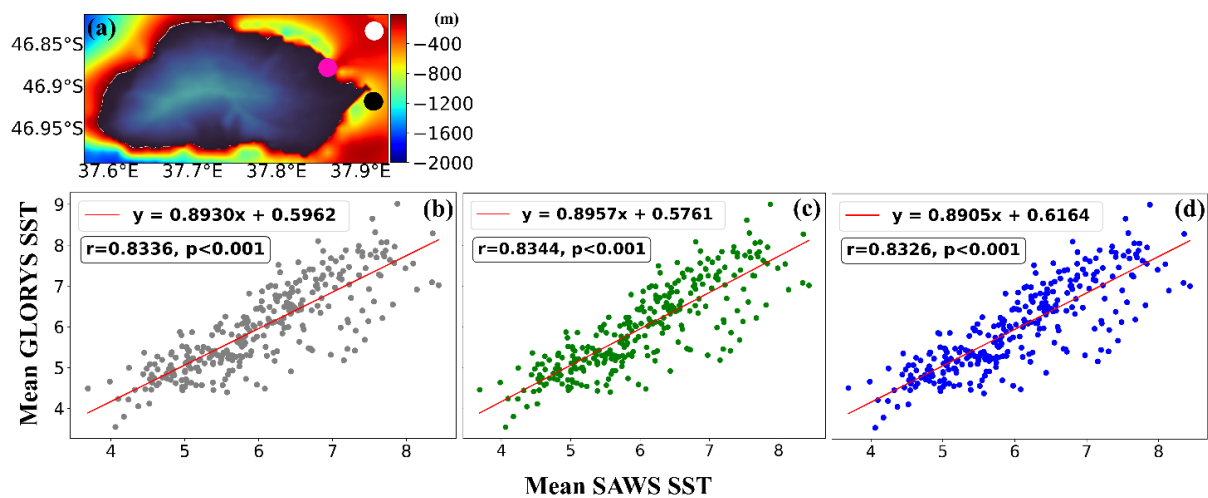 (a)
(m)
46.85°S
46.9°S
46.95°S
37.6°E 37.7°E 37.8°E 37.9°E
−400
−800
−1200
−1600
−2000
Mean GLORYS SST
9
8
7
6
5
4
y = 0.8930x + 0.5962
(b)
r=0.8336, p<0.001
4 5 6 7 8
y = 0.8957x + 0.5761
(c)
r=0.8344, p<0.001
4 5 6 7 8
y = 0.8905x + 0.6164
(d)
r=0.8326, p<0.001
4 5 6 7 8
Mean SAWS SST